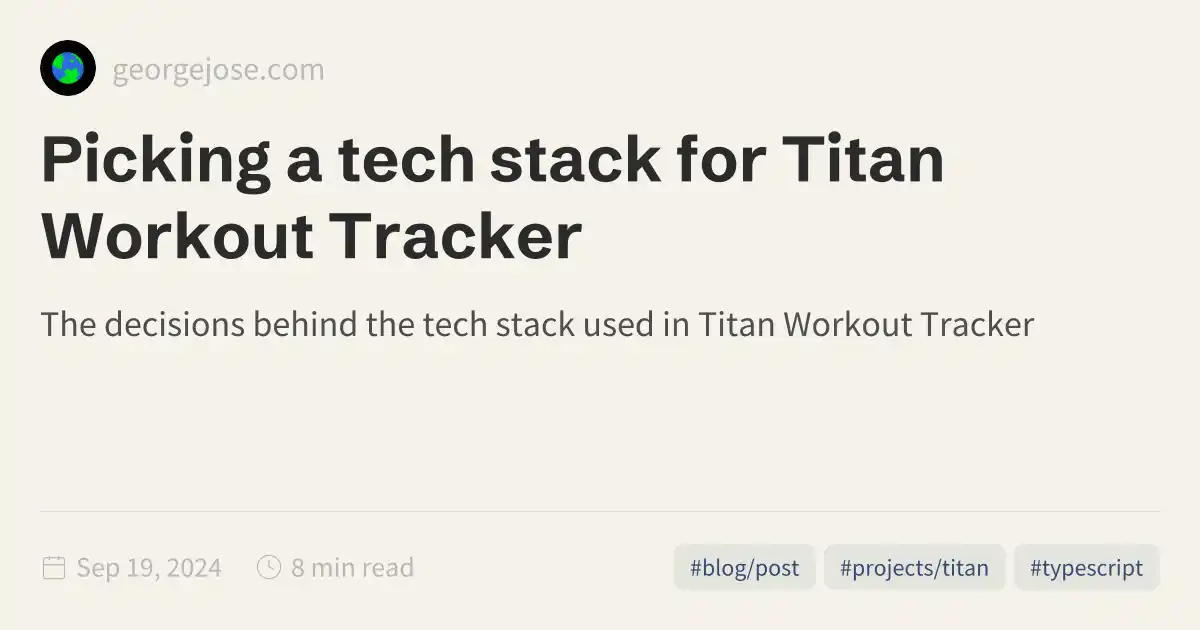 georgejose.com
Picking a tech stack for Titan
Workout Tracker
The decisions behind the tech stack used in Titan Workout Tracker
Sep 19, 2024 8 min read #blog/post #projects/titan #typescript